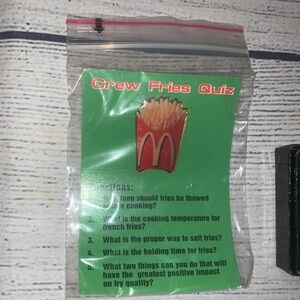 Crew Fries Quiz
M
long should fries be thawed
cooking?
2. What is the cooking temperature for
french fries?
3. What is the proper way to salt fries?
4. What is the holding time for fries?
5. What two things can you do that will
have the greatest positive impact
on fry quality?